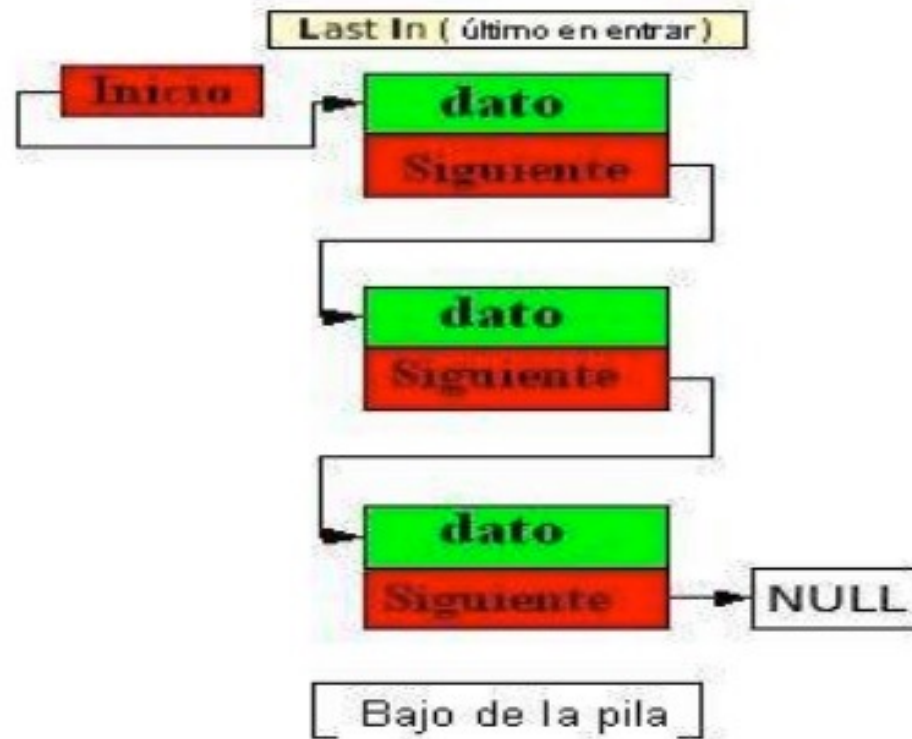 Last In ( último en entrar )
Inicio
dato
Siguiente
dato
Siguiente
dato
Siguiente
NULL
Bajo de la pila